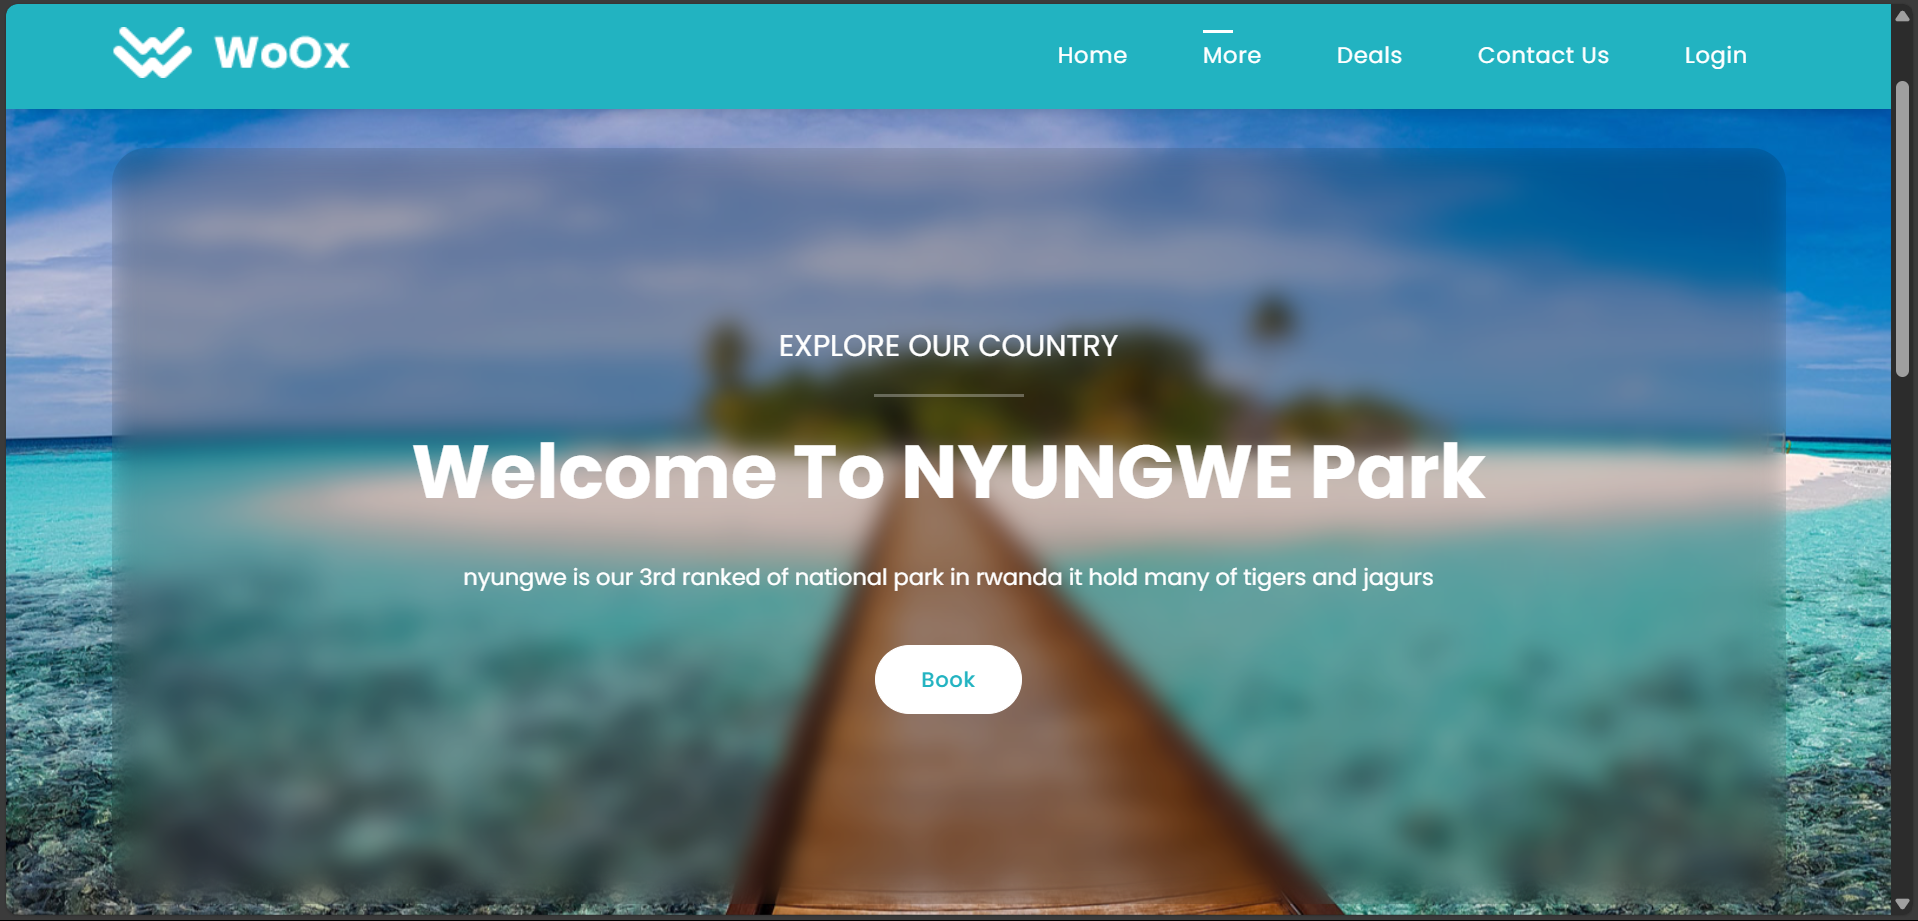 WoOx
Home More Deals Contact Us Login
EXPLORE OUR COUNTRY
Welcome To NYUNGWE Park
nyungwe is our 3rd ranked of national park in rwanda it hold many of tigers and jagurs
Book